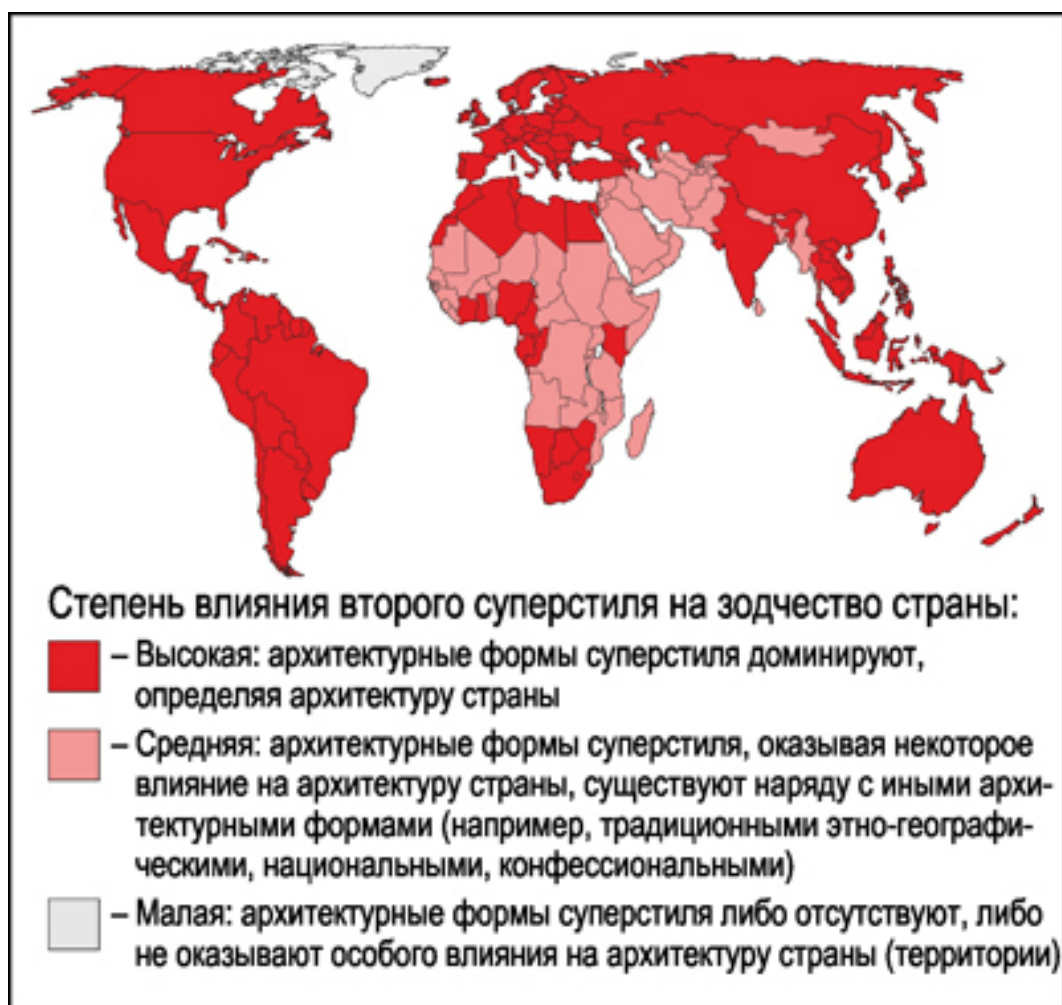 Степень влияния второго суперстиля на зодчество страны:
– Высокая: архитектурные формы суперстиля доминируют,
определяя архитектуру страны
– Средняя: архитектурные формы суперстиля, оказывая некоторое
влияние на архитектуру страны, существуют наряду с иными архи-
тектурными формами (например, традиционными этно-географи-
ческими, национальными, конфессиональными)
– Малая: архитектурные формы суперстиля либо отсутствуют, либо
не оказывают особого влияния на архитектуру страны (территории)